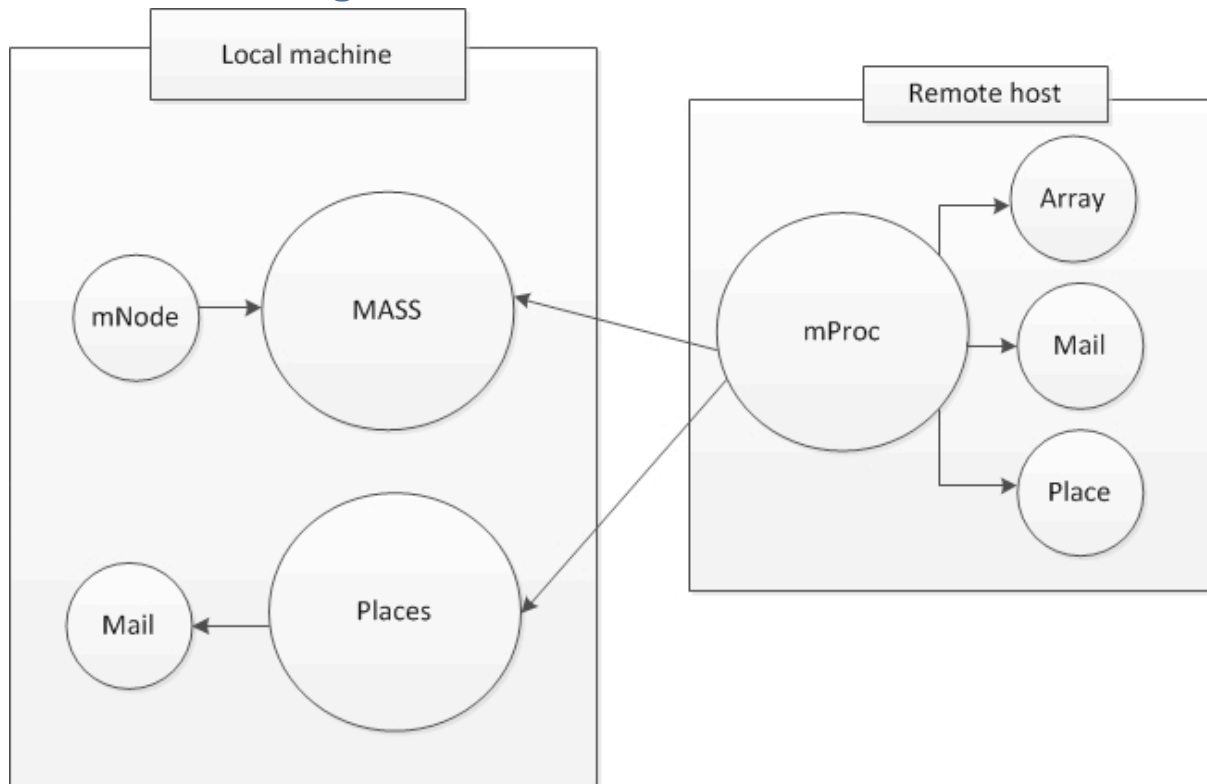 Local machine
Remote host
Array
mNode
MASS
mProc
Mail
Place
Mail
Places